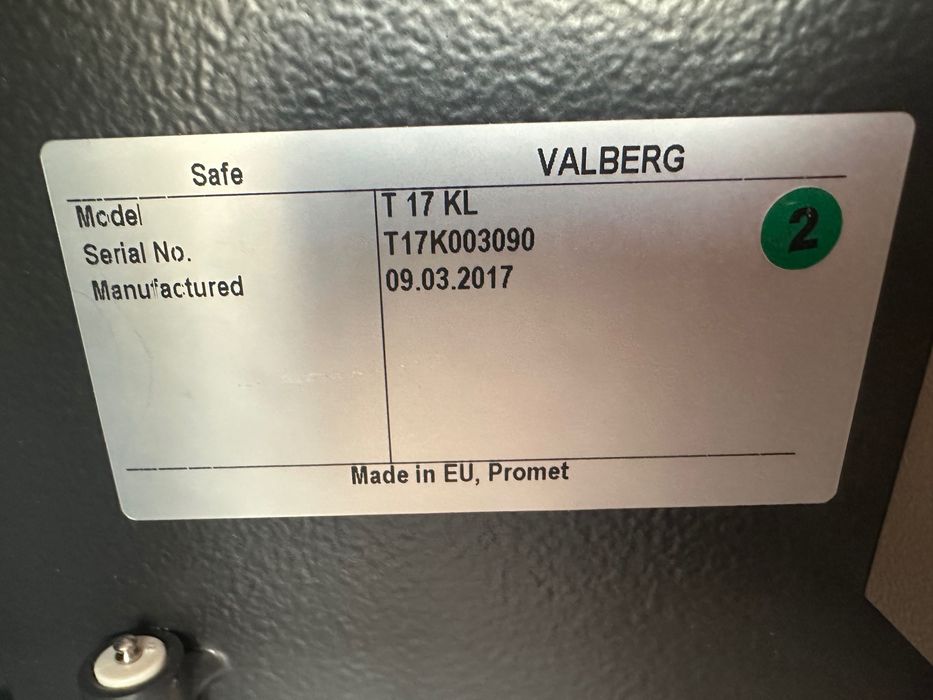 Safe VALBERG
Model T 17 KL
Serial No. T17K003090
Manufactured 09.03.2017
2
Made in EU, Promet